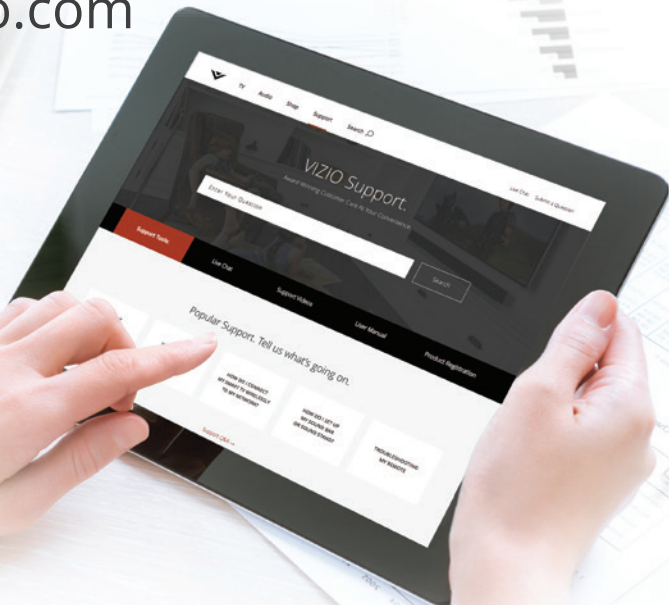 o.com
TV Audio Shop Support Search
Live Chat Submit a Question
VIZIO Support.
Award Winning Customer Care At Your Convenience.
Enter Your Question
Search
Support Tools
Live Chat
Support Videos
User Manual
Product Registration
Popular Support. Tell us what's going on.
HOW DO I CONNECT
MY SMART TV WIRELESSLY
TO MY NETWORK?
HOW DO I SET UP
MY SOUND BAR
OR SOUND STAND?
TROUBLESHOOTING
MY REMOTE
Support Q&A